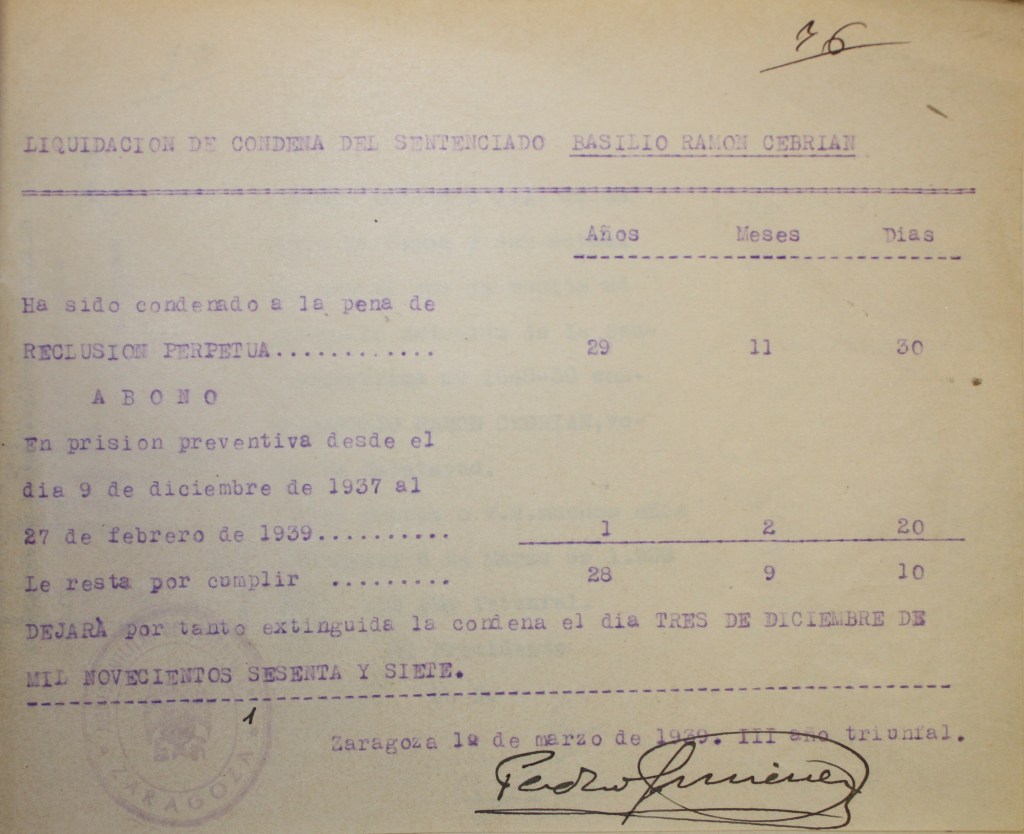 76
LIQUIDACION DE CONDENA DEL SENTENCIADO BASILIO RAMON CEBRIAN
Años Meses Dias
Ha sido condenado a la pena de
RECLUSION PERPETUA............ 29 11 30
A B O N O
En prision preventiva desde el
dia 9 de diciembre de 1937 al
27 de febrero de 1939.......... 1 2 20
Le resta por cumplir ......... 28 9 10
DEJARA por tanto extinguida la condena el dia TRES DE DICIEMBRE DE
MIL NOVECIENTOS SESENTA Y SIETE.
1
Zaragoza 1º de marzo de 1939. III año triunfal.
Pedro Jimenez
ZARAGOZA